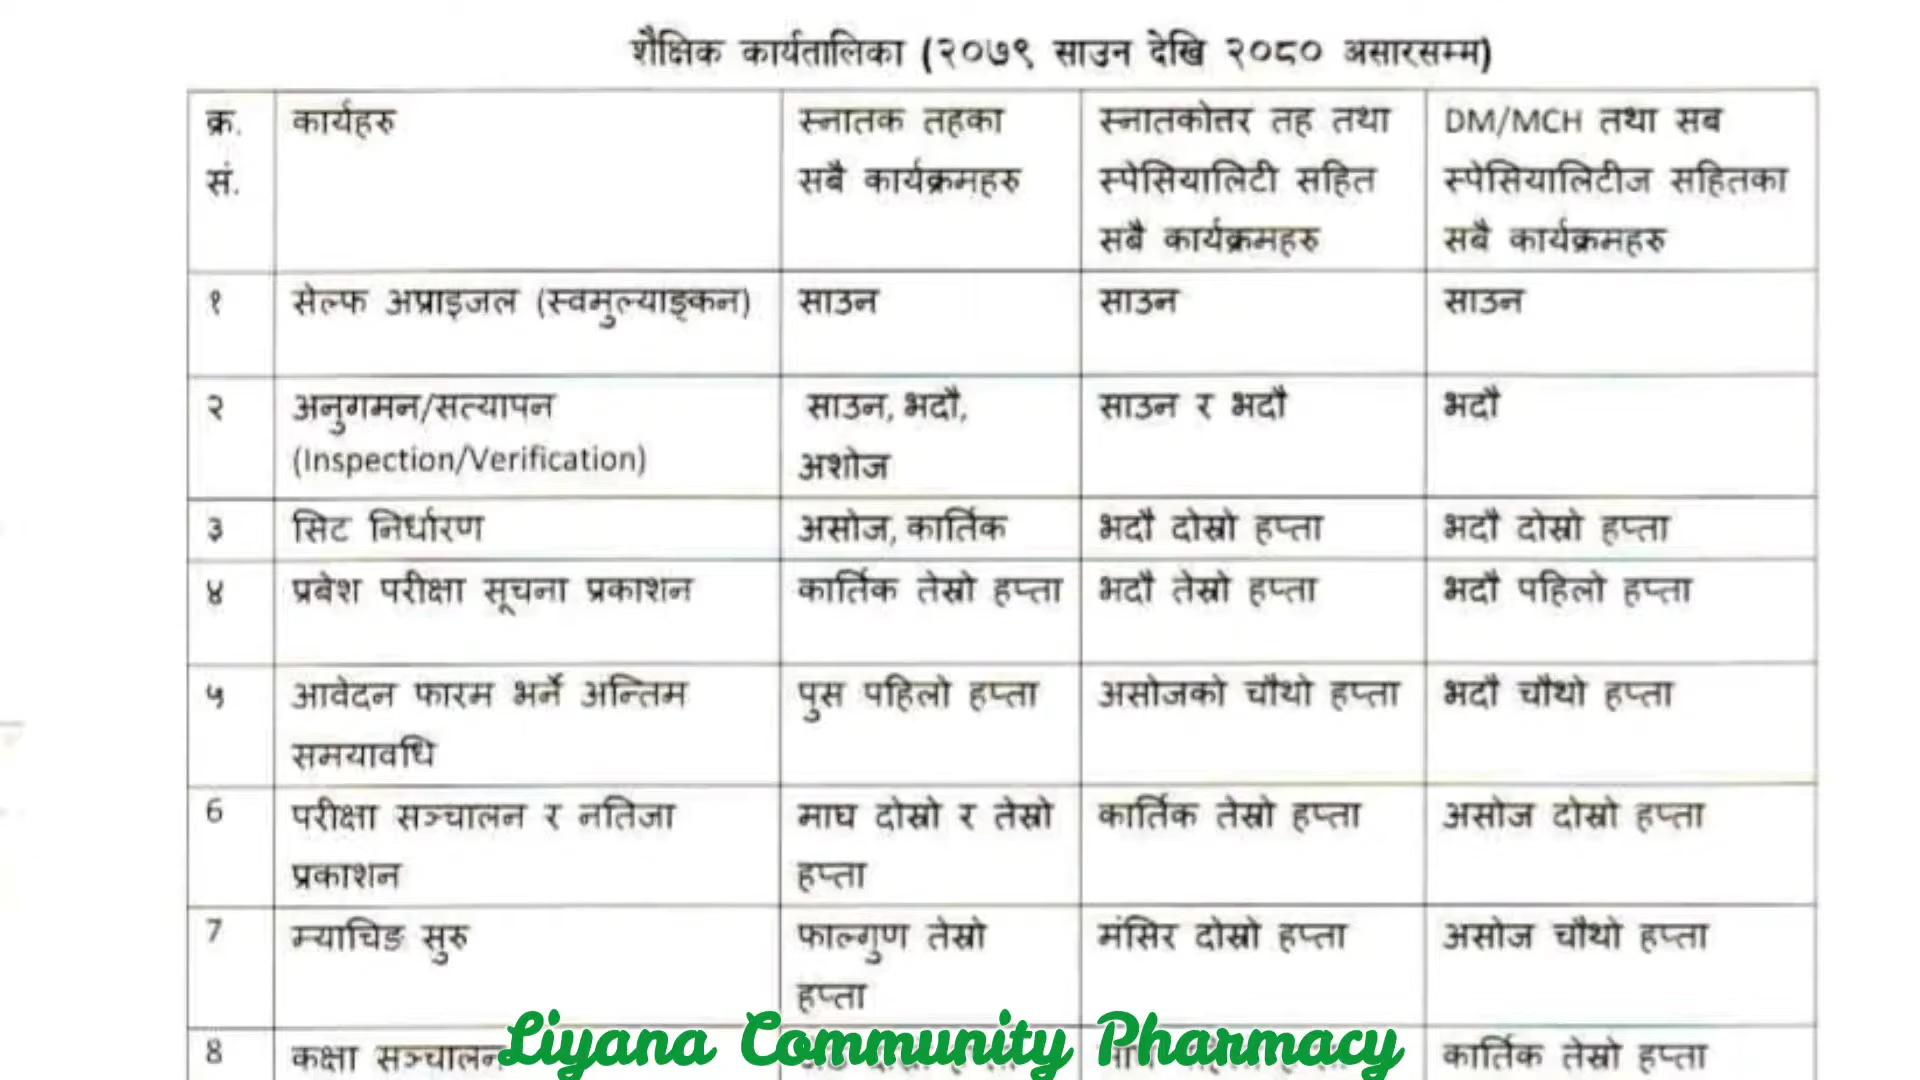 शैक्षिक कार्यतालिका (२०७९ साउन देखि २०८० असारसम्म)
क्र. सं.
कार्यहरु
स्नातक तहका
सबै कार्यक्रमहरु
स्नातकोत्तर तह तथा
स्पेसियालिटी सहित
सबै कार्यक्रमहरु
DM/MCH तथा सब
स्पेसियालिटीज सहितका
सबै कार्यक्रमहरु
१ सेल्फ अप्राइजल (स्वमुल्याङ्कन) साउन साउन साउन
२
अनुगमन/सत्यापन
(Inspection/Verification)
साउन, भदौ,
अशोज
साउन र भदौ
भदौ
३ सिट निर्धारण असोज, कार्तिक भदौ दोस्रो हप्ता भदौ दोस्रो हप्ता
४ प्रबेश परीक्षा सूचना प्रकाशन कार्तिक तेस्रो हप्ता भदौ तेस्रो हप्ता भदौ पहिलो हप्ता
५
आवेदन फारम भर्ने अन्तिम
समयावधि
पुस पहिलो हप्ता
असोजको चौथो हप्ता
भदौ चौथो हप्ता
6
परीक्षा सञ्चालन र नतिजा
प्रकाशन
माघ दोस्रो र तेस्रो
हप्ता
कार्तिक तेस्रो हप्ता
असोज दोस्रो हप्ता
7
म्याचिङ सुरु
फाल्गुण तेस्रो
हप्ता
मंसिर दोस्रो हप्ता
असोज चौथो हप्ता
8 कक्षा सञ्चालन कार्तिक तेस्रो हप्ता
Liyana Community Pharmacy